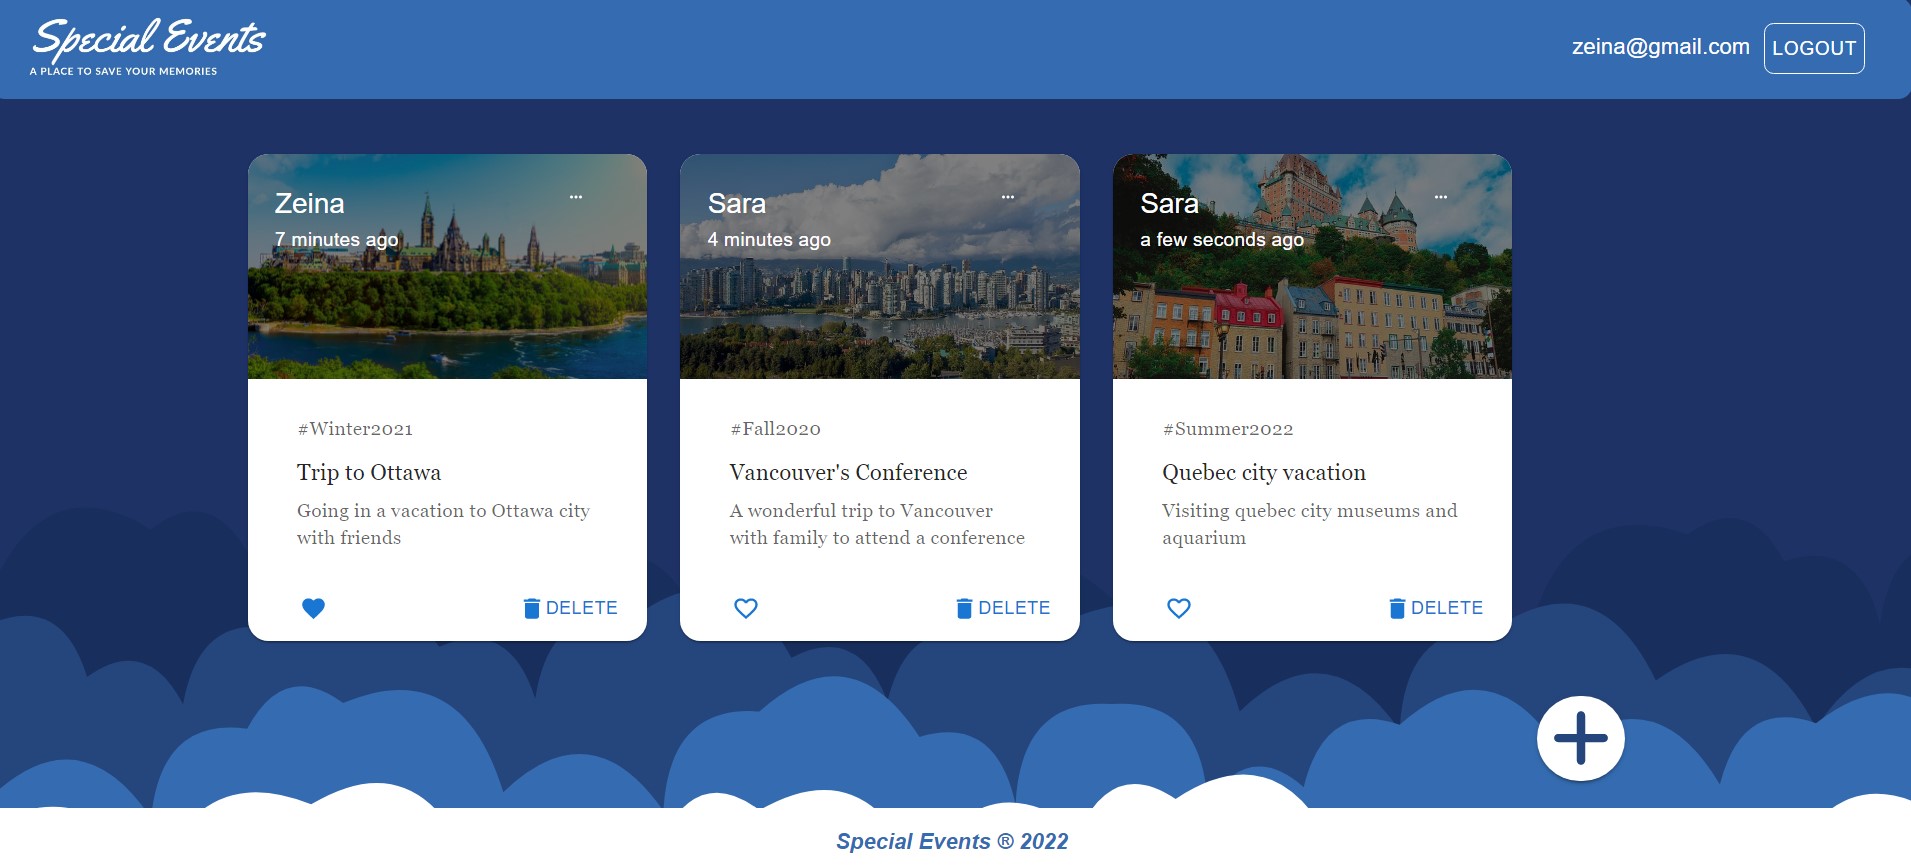 Special Events
A PLACE TO SAVE YOUR MEMORIES
zeina@gmail.com
LOGOUT
Zeina
7 minutes ago
#Winter2021
Trip to Ottawa
Going in a vacation to Ottawa city
with friends
DELETE
Sara
4 minutes ago
#Fall2020
Vancouver's Conference
A wonderful trip to Vancouver
with family to attend a conference
DELETE
Sara
a few seconds ago
#Summer2022
Quebec city vacation
Visiting quebec city museums and
aquarium
DELETE
Special Events ® 2022